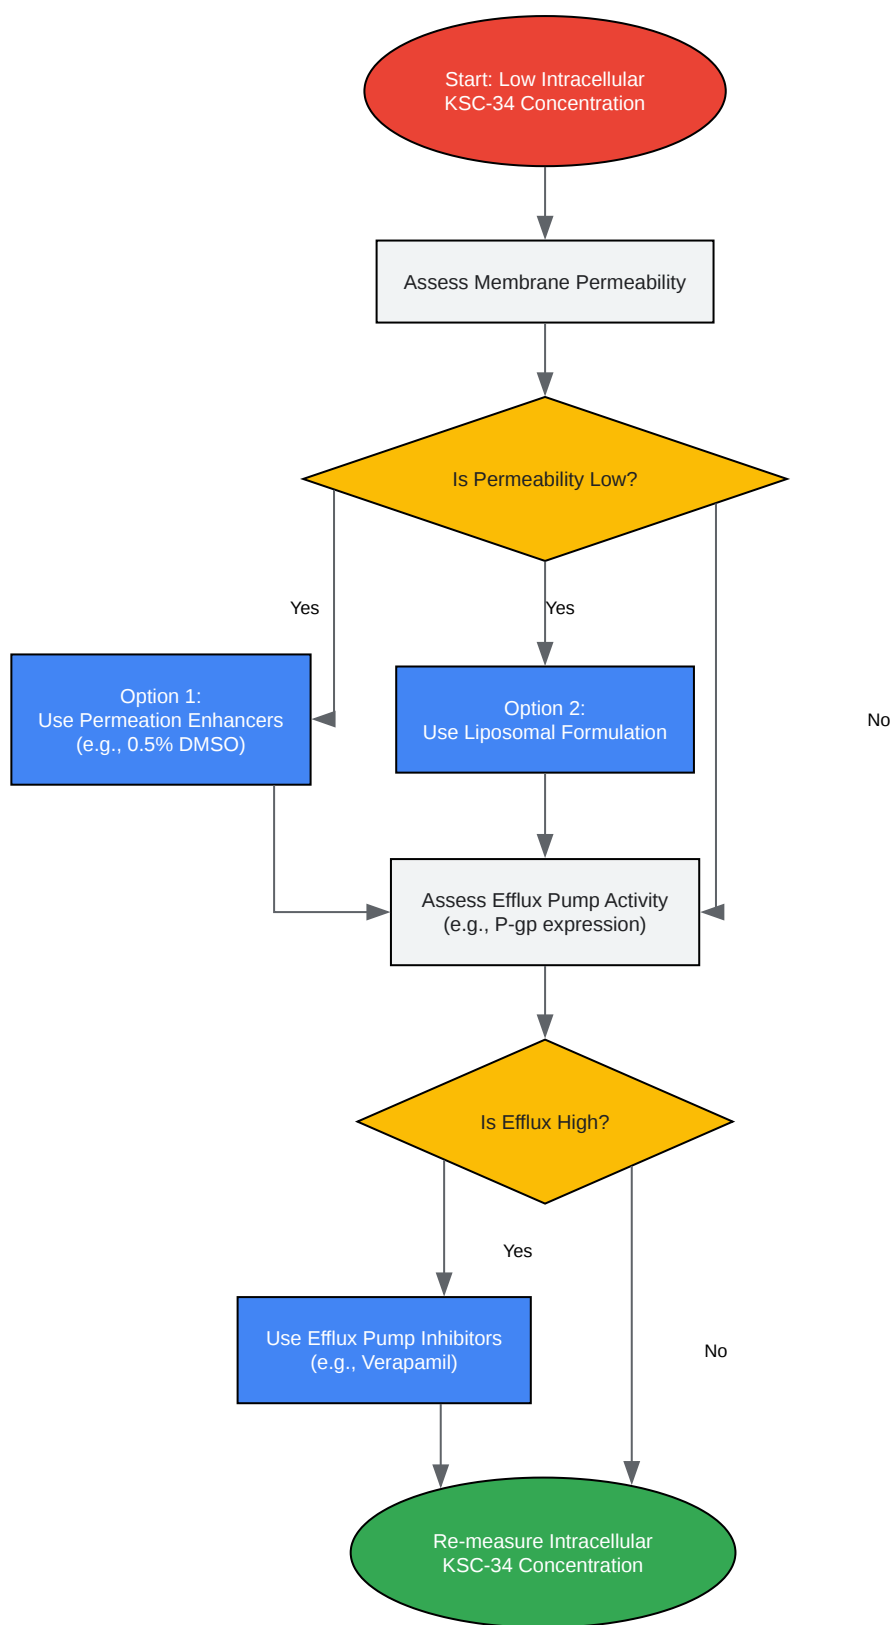 Start: Low Intracellular
KSC-34 Concentration
Assess Membrane Permeability
Is Permeability Low?
Yes
Yes
Option 1:
Use Permeation Enhancers
(e.g., 0.5% DMSO)
Option 2:
Use Liposomal Formulation
No
Assess Efflux Pump Activity
(e.g., P-gp expression)
Is Efflux High?
Yes
Use Efflux Pump Inhibitors
(e.g., Verapamil)
No
Re-measure Intracellular
KSC-34 Concentration